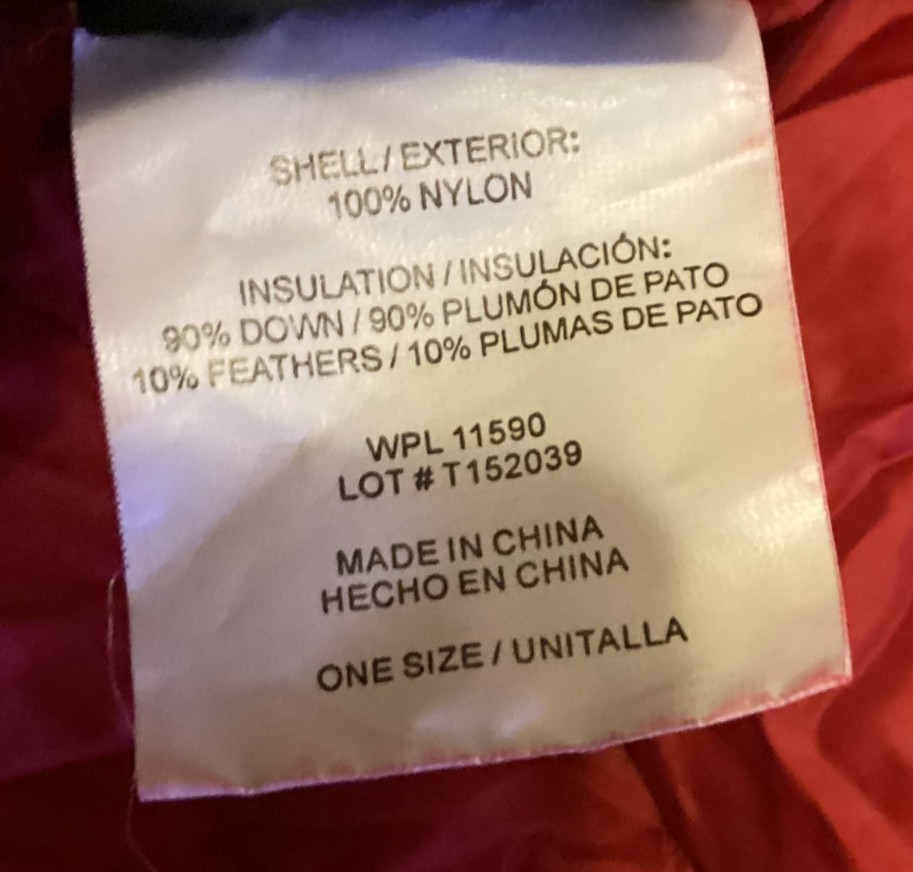 SHELL / EXTERIOR:
100% NYLON
INSULATION / INSULACIÓN:
90% DOWN / 90% PLUMÓN DE PATO
10% FEATHERS / 10% PLUMAS DE PATO
WPL 11590
LOT # T152039
MADE IN CHINA
HECHO EN CHINA
ONE SIZE / UNITALLA